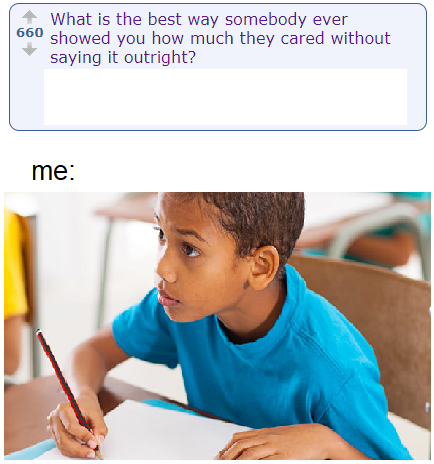 What is the best way somebody ever
660 showed you how much they cared without
saying it outright?
me: